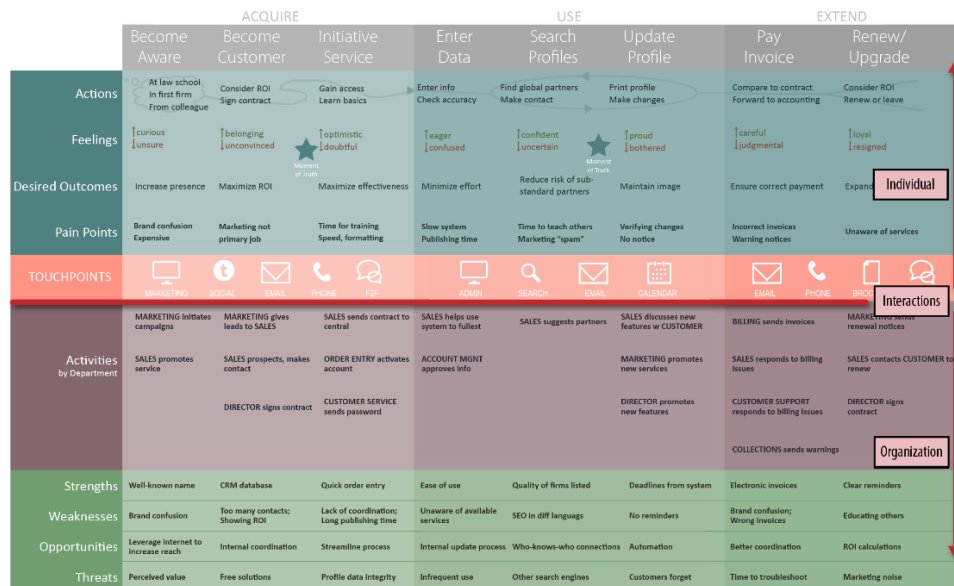 ACQUIRE USE EXTEND
Become Aware
Become Customer
Initiative Service
Enter Data
Search Profiles
Update Profile
Pay Invoice
Renew/ Upgrade
Actions
At law school
In first firm
From colleague
Consider ROI
Sign contract
Gain access
Learn basics
Enter info
Check accuracy
Find global partners
Make contact
Print profile
Make changes
Compare to contract
Forward to accounting
Consider ROI
Renew or leave
Feelings
↑curious
↓unsure
↑belonging
↓unconvinced
Moment of truth
↑optimistic
↓doubtful
↑eager
↓confused
↑confident
↓uncertain
Moment of Truth
↑proud
↓bothered
↑careful
↓judgmental
↑loyal
↓resigned
Desired Outcomes
Increase presence
Maximize ROI
Maximize effectiveness
Minimize effort
Reduce risk of sub-
standard partners
Maintain image
Ensure correct payment
Individual
Pain Points
Brand confusion
Expensive
Marketing not
primary job
Time for training
Speed, formatting
Slow system
Publishing time
Time to teach others
Marketing "spam"
Verifying changes
No notice
Incorrect invoices
Warning notices
Unaware of services
TOUCHPOINTS
MARKETING
SOCIAL
EMAIL
PHONE
F2F
ADMIN
SEARCH
EMAIL
CALENDAR
EMAIL
PHONE
Interactions
Activities
by Department
MARKETING initiates
campaigns
SALES promotes
service
MARKETING gives
leads to SALES
SALES prospects, makes
contact
DIRECTOR signs contract
SALES sends contract to
central
ORDER ENTRY activates
account
CUSTOMER SERVICE
sends password
SALES helps use
system to fullest
ACCOUNT MGNT
approves info
SALES suggests partners
SALES discusses new
features w CUSTOMER
MARKETING promotes
new services
DIRECTOR promotes
new features
BILLING sends invoices
SALES responds to billing
issues
CUSTOMER SUPPORT
responds to billing issues
COLLECTIONS sends warnings
renewal notices
SALES contacts CUSTOMER to
renew
DIRECTOR signs
contract
Organization
Strengths
Well-known name
CRM database
Quick order entry
Ease of use
Quality of firms listed
Deadlines from system
Electronic invoices
Clear reminders
Weaknesses
Brand confusion
Too many contacts;
Showing ROI
Lack of coordination;
Long publishing time
Unaware of available
services
SEO in diff languags
No reminders
Brand confusion;
Wrong invoices
Educating others
Opportunities
Leverage internet to
increase reach
Internal coordination
Streamline process
Internal update process
Who-knows-who connections
Automation
Better coordination
ROI calculations
Threats
Perceived value
Free solutions
Profile data integrity
Infrequent use
Other search engines
Customers forget
Time to troubleshoot
Marketing noise